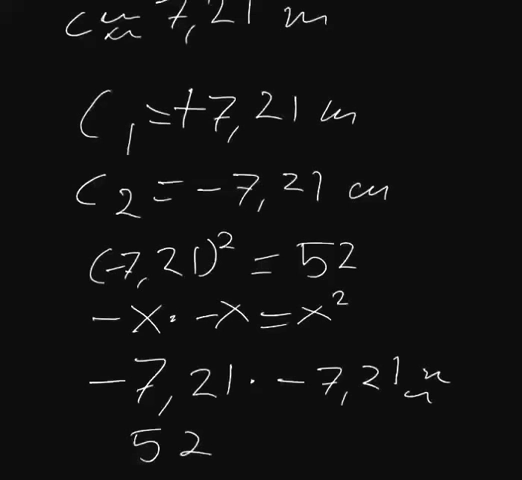 c ≈ 7,21 m
C₁ = +7,21 m
C₂ = -7,21 cm
(-7,21)² = 52
-x · -x = x²
-7,21 · -7,21 ≈
52